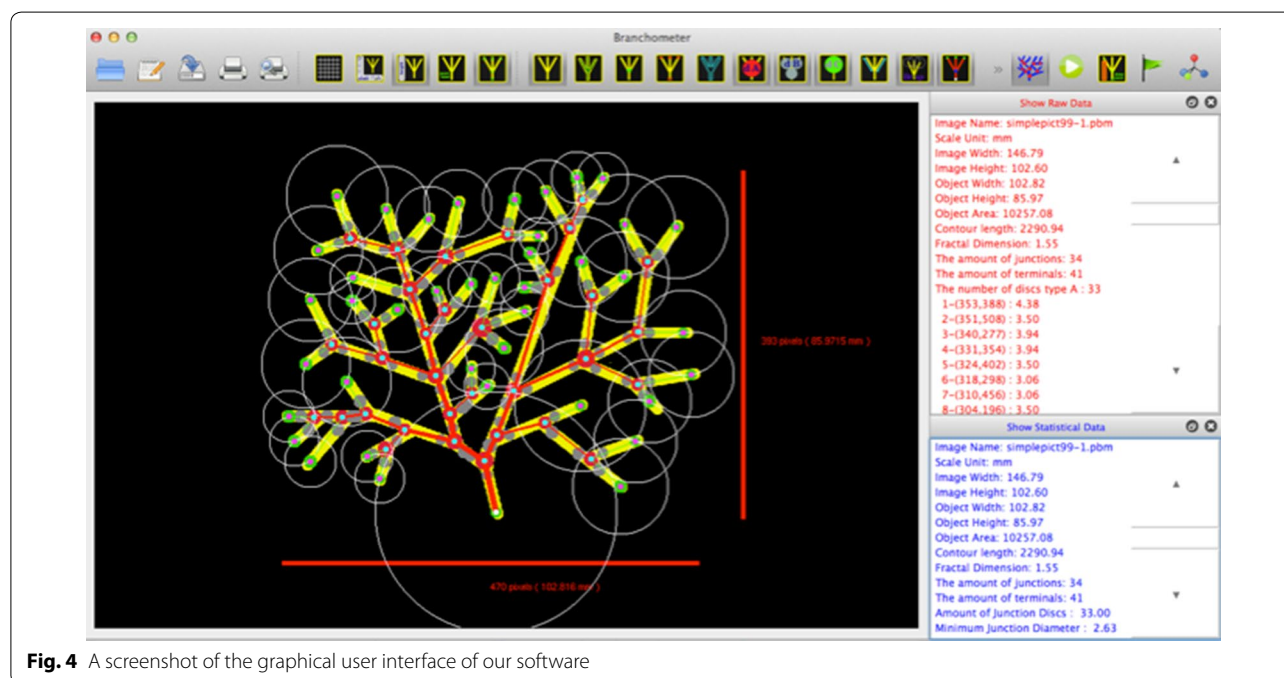 Branchometer
»
Show Raw Data
Image Name: simplepict99-1.pbm
Scale Unit: mm
Image Width: 146.79
Image Height: 102.60
Object Width: 102.82
Object Height: 85.97
Object Area: 10257.08
Contour length: 2290.94
Fractal Dimension: 1.55
The amount of junctions: 34
The amount of terminals: 41
The number of discs type A : 33
1-(353,388) : 4.38
2-(351,508) : 3.50
3-(340,277) : 3.94
4-(331,354) : 3.94
5-(324,402) : 3.50
6-(318,298) : 3.06
7-(310,456) : 3.06
8-(304,196) : 3.50
393 pixels ( 85.9715 mm )
470 pixels ( 102.816 mm )
Show Statistical Data
Image Name: simplepict99-1.pbm
Scale Unit: mm
Image Width: 146.79
Image Height: 102.60
Object Width: 102.82
Object Height: 85.97
Object Area: 10257.08
Contour length: 2290.94
Fractal Dimension: 1.55
The amount of junctions: 34
The amount of terminals: 41
Amount of Junction Discs : 33.00
Minimum Junction Diameter : 2.63
Fig. 4 A screenshot of the graphical user interface of our software